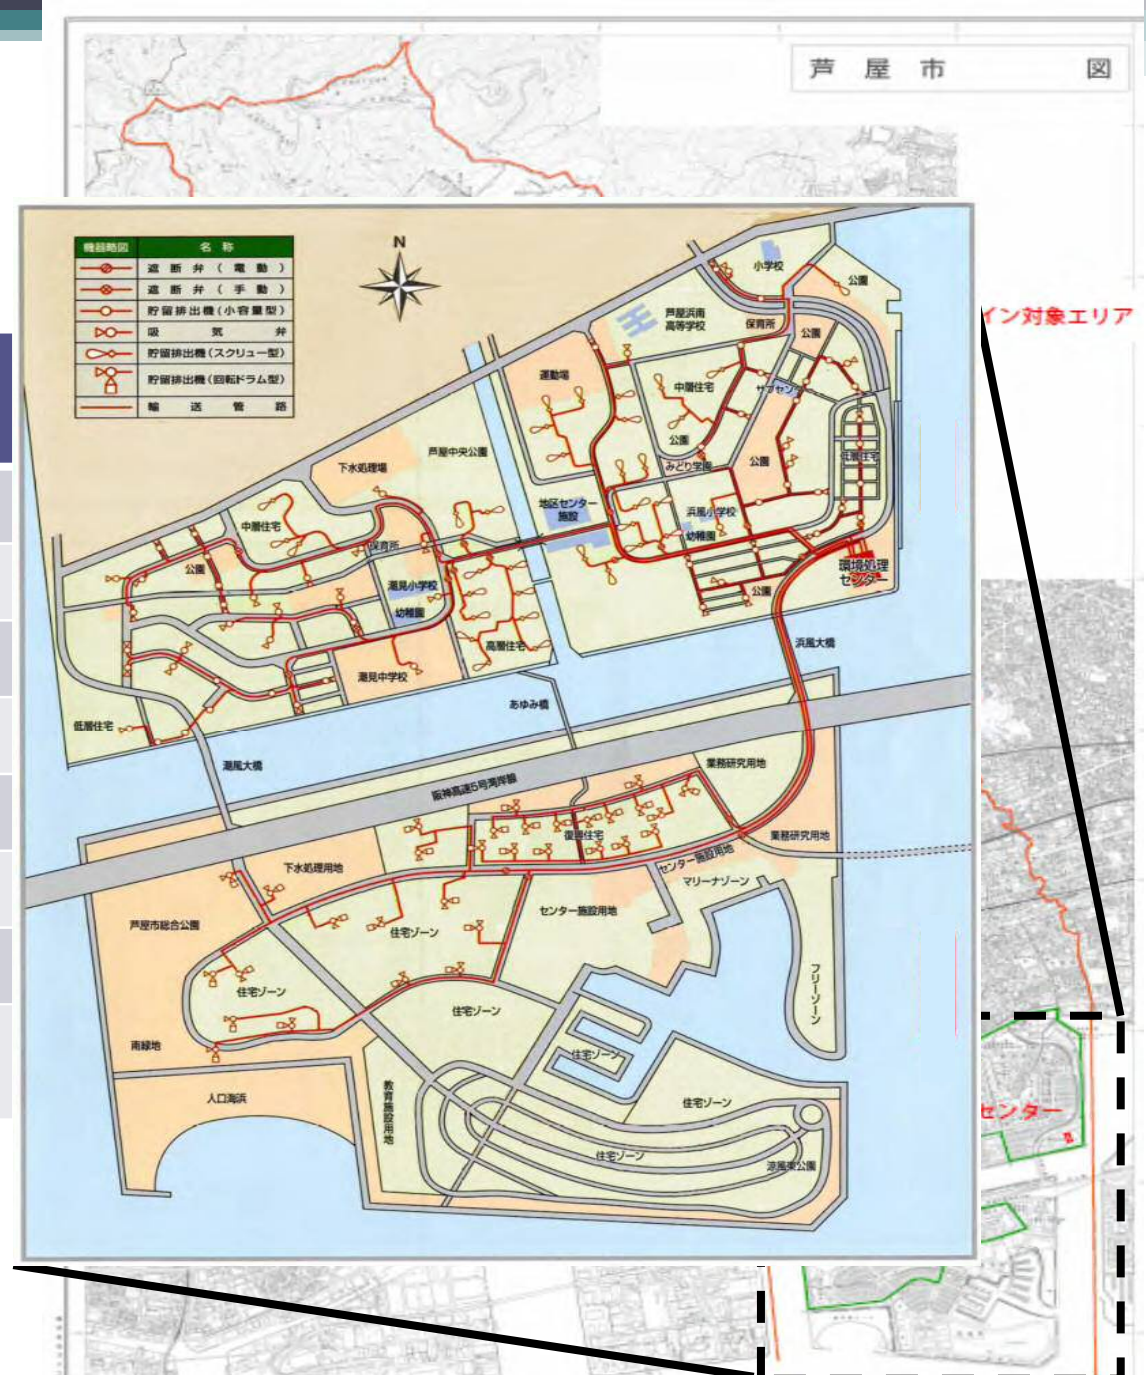 芦屋市 図
イン対象エリア
機器略図 名称
遮断弁(電動)
遮断弁(手動)
貯留排出機(小容量型)
吸気弁
貯留排出機(スクリュー型)
貯留排出機(回転ドラム型)
輸送管路
N
小学校
公園
芦屋浜南
高等学校
保育所
公園
運動場
中層住宅
サブセンター
公園
みどり学園
公園
低層住宅
芦屋中央公園
下水処理場
地区センター
施設
浜風小学校
幼稚園
中層住宅
保育所
公園
潮見小学校
幼稚園
環境処理
センター
公園
高層住宅
浜風大橋
潮見中学校
あゆみ橋
低層住宅
潮風大橋
阪神高速5号湾岸線
業務研究用地
復興住宅
業務研究用地
下水処理用地
センター施設用地
マリーナゾーン
芦屋市総合公園
センター施設用地
住宅ゾーン
住宅ゾーン
フリーゾーン
住宅ゾーン
南緑地
住宅ゾーン
人口海浜
教育施設用地
住宅ゾーン
センター
住宅ゾーン
涼風東公園